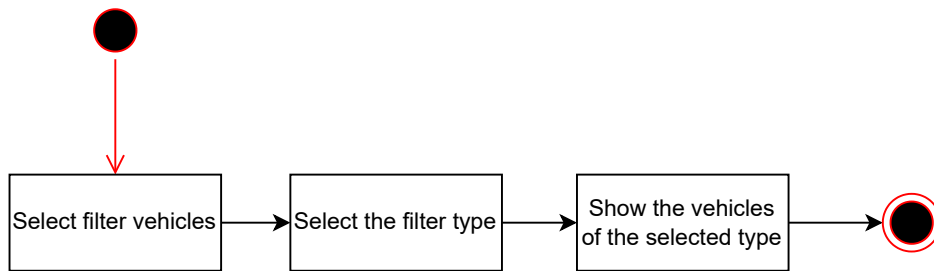 Select filter vehicles
Select the filter type
Show the vehicles
of the selected type